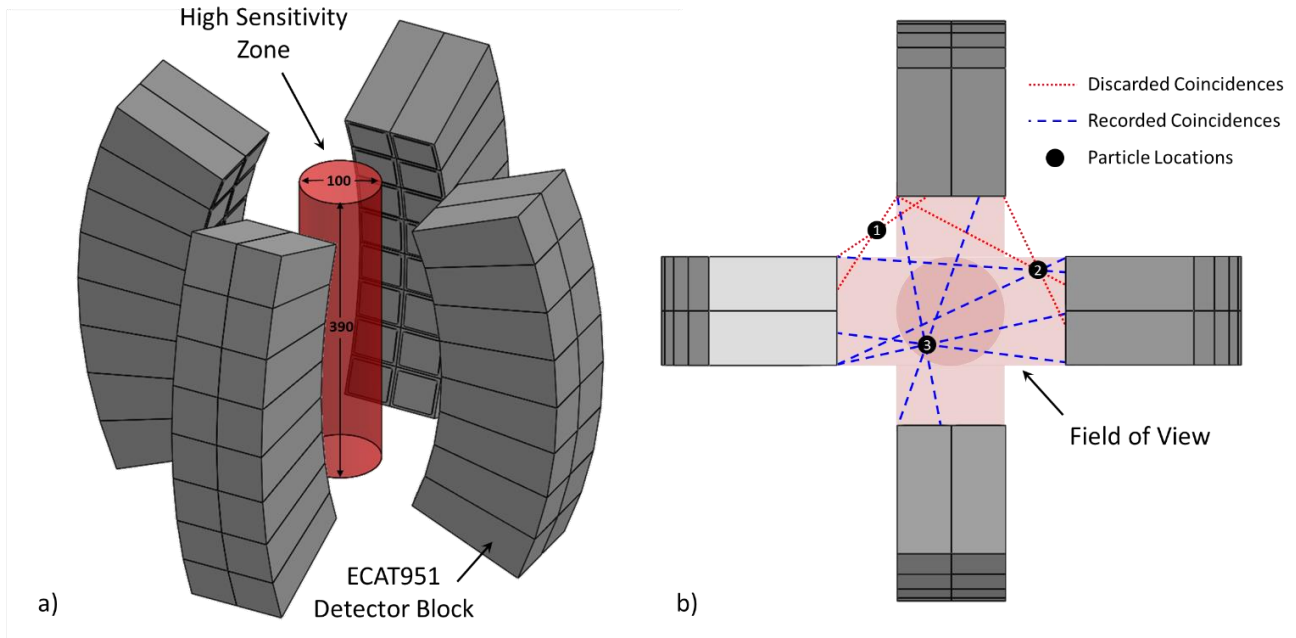 High Sensitivity
Zone
100
390
ECAT951
Detector Block
a)
Discarded Coincidences
Recorded Coincidences
Particle Locations
1
2
3
Field of View
b)